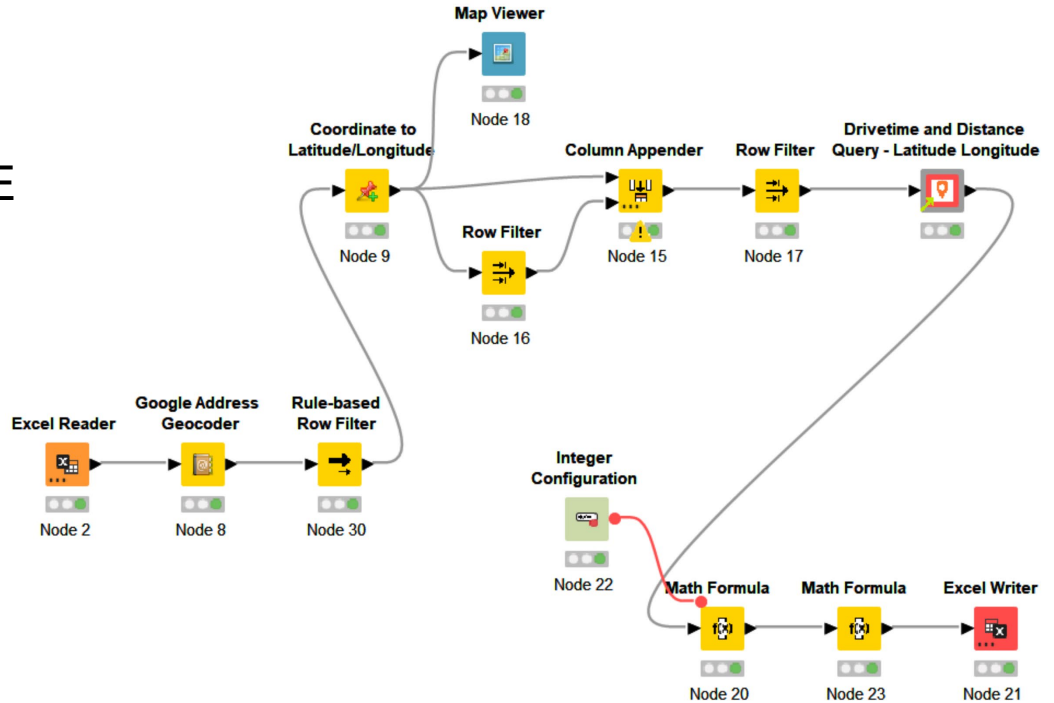 Map Viewer
Node 18
E
Coordinate to
Latitude/Longitude
Node 9
Column Appender
Node 15
Row Filter
Node 17
Drivetime and Distance
Query - Latitude Longitude
Row Filter
Node 16
Excel Reader
Node 2
Google Address
Geocoder
Node 8
Rule-based
Row Filter
Node 30
Integer
Configuration
Node 22
Math Formula
f(x)
Node 20
Math Formula
f(x)
Node 23
Excel Writer
Node 21